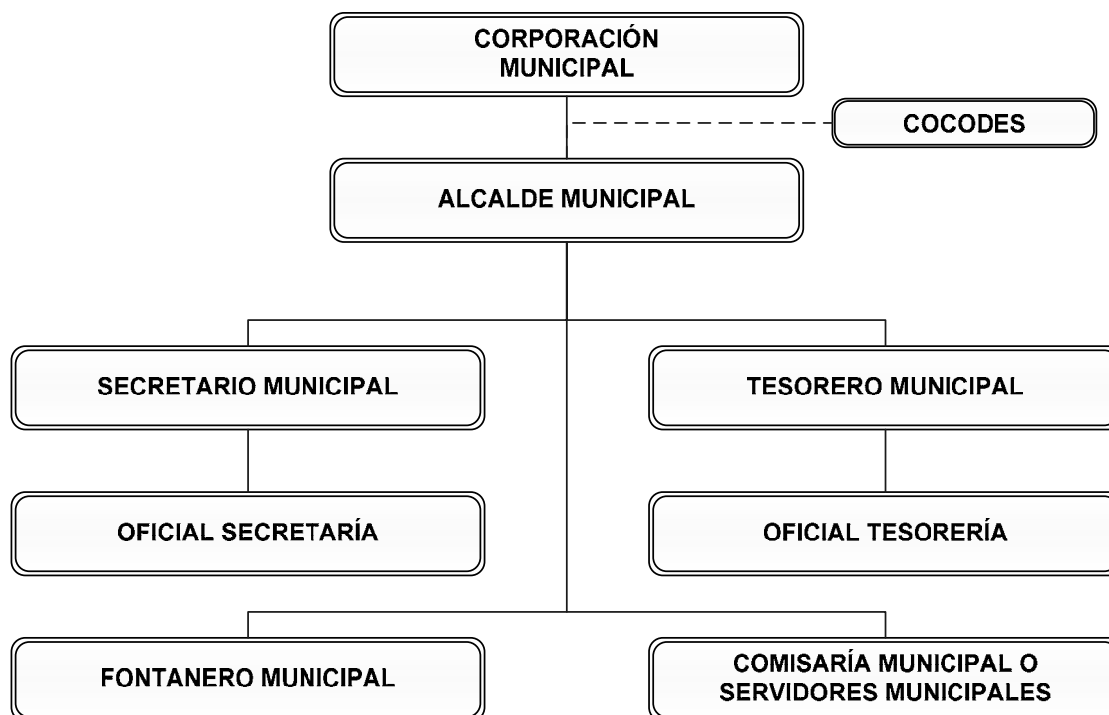 CORPORACIÓN
MUNICIPAL
COCODES
ALCALDE MUNICIPAL
SECRETARIO MUNICIPAL
TESORERO MUNICIPAL
OFICIAL SECRETARÍA
OFICIAL TESORERÍA
FONTANERO MUNICIPAL
COMISARÍA MUNICIPAL O
SERVIDORES MUNICIPALES